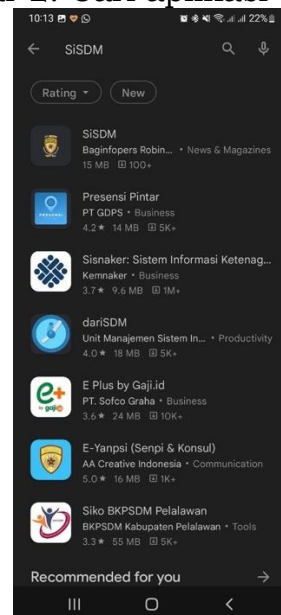 10:13
22%
SiSDM
Rating
New
SiSDM
Baginfopers Robin... • News & Magazines
15 MB 100+
Presensi Pintar
PT GDPS • Business
4.2★ 14 MB 5K+
Sisnaker: Sistem Informasi Ketenag...
Kemnaker • Business
3.7★ 9.6 MB 1M+
dariSDM
Unit Manajemen Sistem In... • Productivity
4.0★ 18 MB 5K+
E Plus by Gaji.id
PT. Sofco Graha • Business
3.6★ 24 MB 10K+
E-Yanpsi (Senpi & Konsul)
AA Creative Indonesia • Communication
5.0★ 16 MB 1K+
Siko BKPSDM Pelalawan
BKPSDM Kabupaten Pelalawan • Tools
3.3★ 55 MB 5K+
Recommended for you